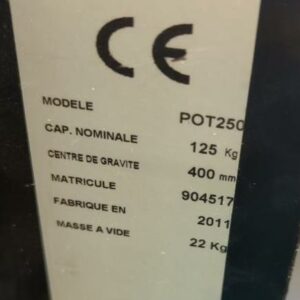 CE
MODELE POT250
CAP. NOMINALE 125 Kg
CENTRE DE GRAVITE 400 mm
MATRICULE 904517
FABRIQUE EN 2011
MASSE A VIDE 22 Kg